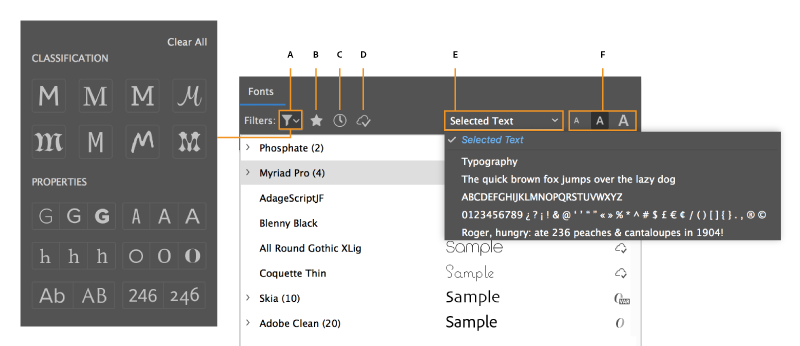 A B C D E F
Clear All
CLASSIFICATION
M M M M
M M M M
PROPERTIES
G G G A A A
h h h O O O
Ab AB 246 246
Fonts
Filters: Selected Text A A A
Selected Text
Typography
The quick brown fox jumps over the lazy dog
ABCDEFGHIJKLMNOPQRSTUVWXYZ
0123456789 ¿ ? ¡ ! & @ ‘ ’ “ ” « » % * ^ # $ £ € ¢ / ( ) [ ] { } . , ® ©
Roger, hungry: ate 236 peaches & cantaloupes in 1904!
Phosphate (2)
Myriad Pro (4)
AdageScriptJF
Blenny Black
All Round Gothic XLig Sample
Coquette Thin Sample
Skia (10) Sample VAR
Adobe Clean (20) Sample O